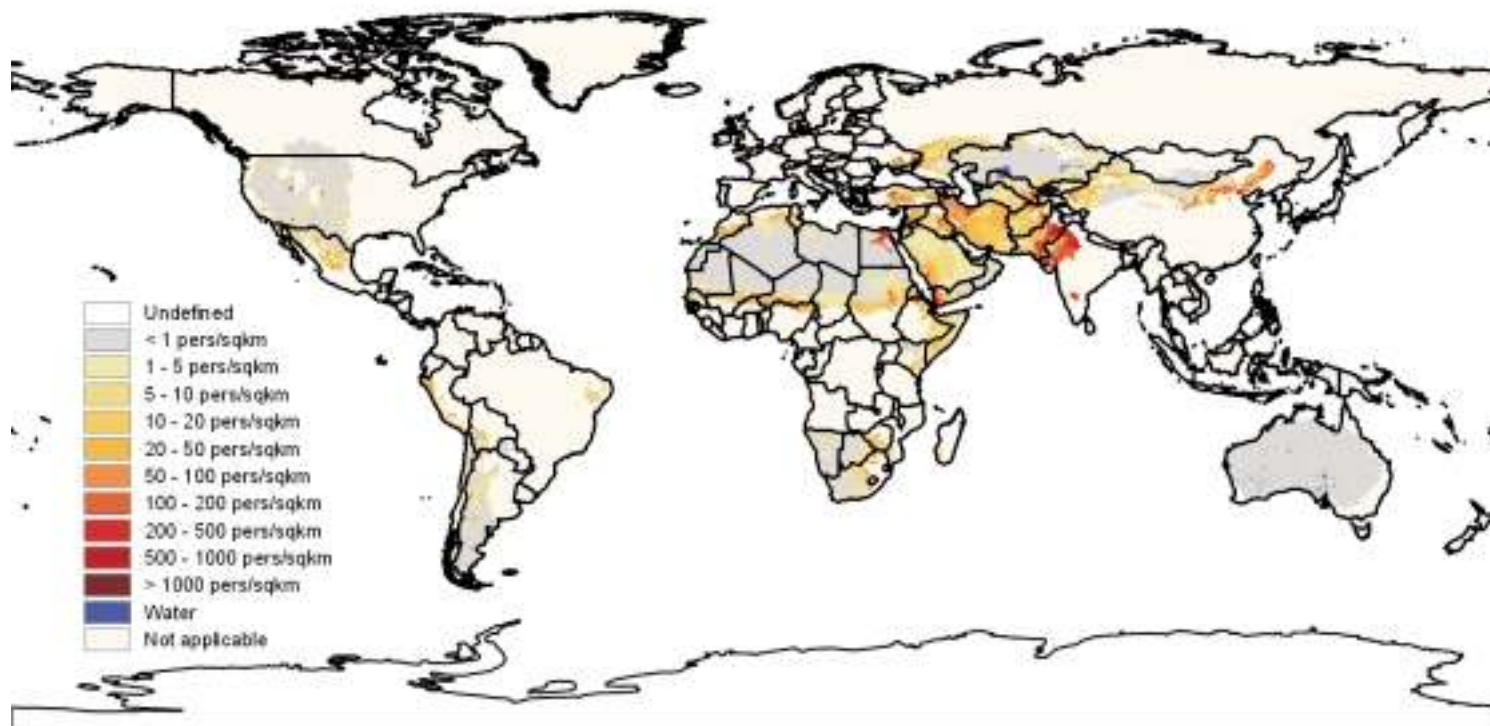 Undefined
< 1 pers/sqkm
1 - 5 pers/sqkm
5 - 10 pers/sqkm
10 - 20 pers/sqkm
20 - 50 pers/sqkm
50 - 100 pers/sqkm
100 - 200 pers/sqkm
200 - 500 pers/sqkm
500 - 1000 pers/sqkm
> 1000 pers/sqkm
Water
Not applicable